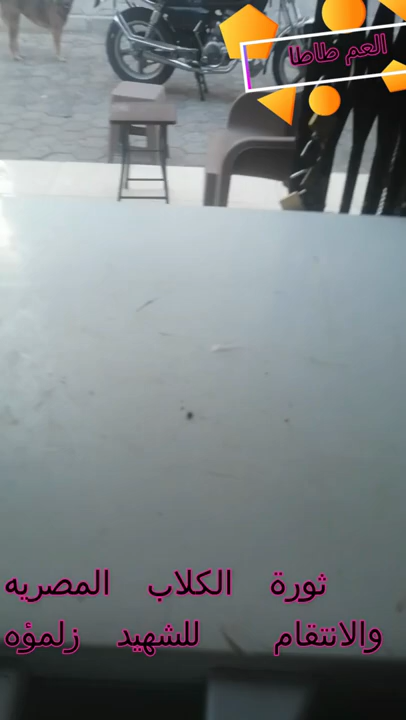 العم طاطا
ثورة الكلاب المصريه
والانتقام للشهيد زلمؤه